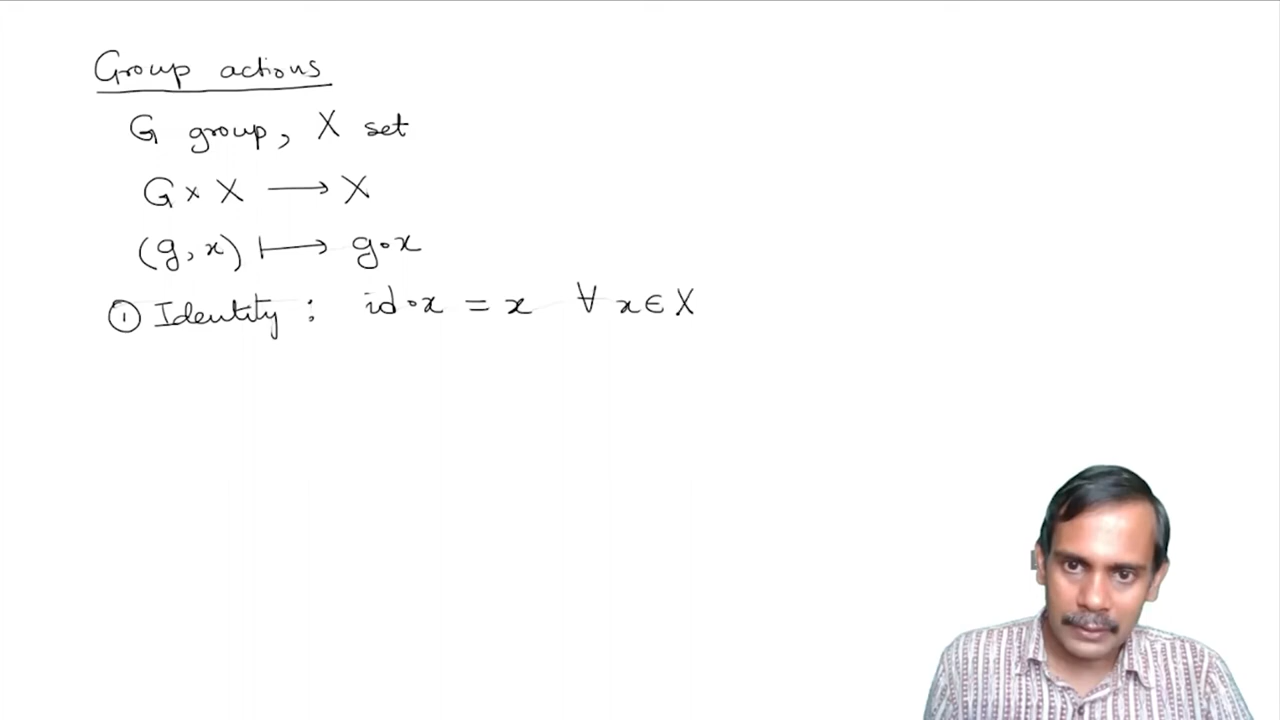 Group actions
G group, X set
G × X ⟶ X
(g, x) ⟼ g·x
① Identity : id·x = x ∀ x ∈ X